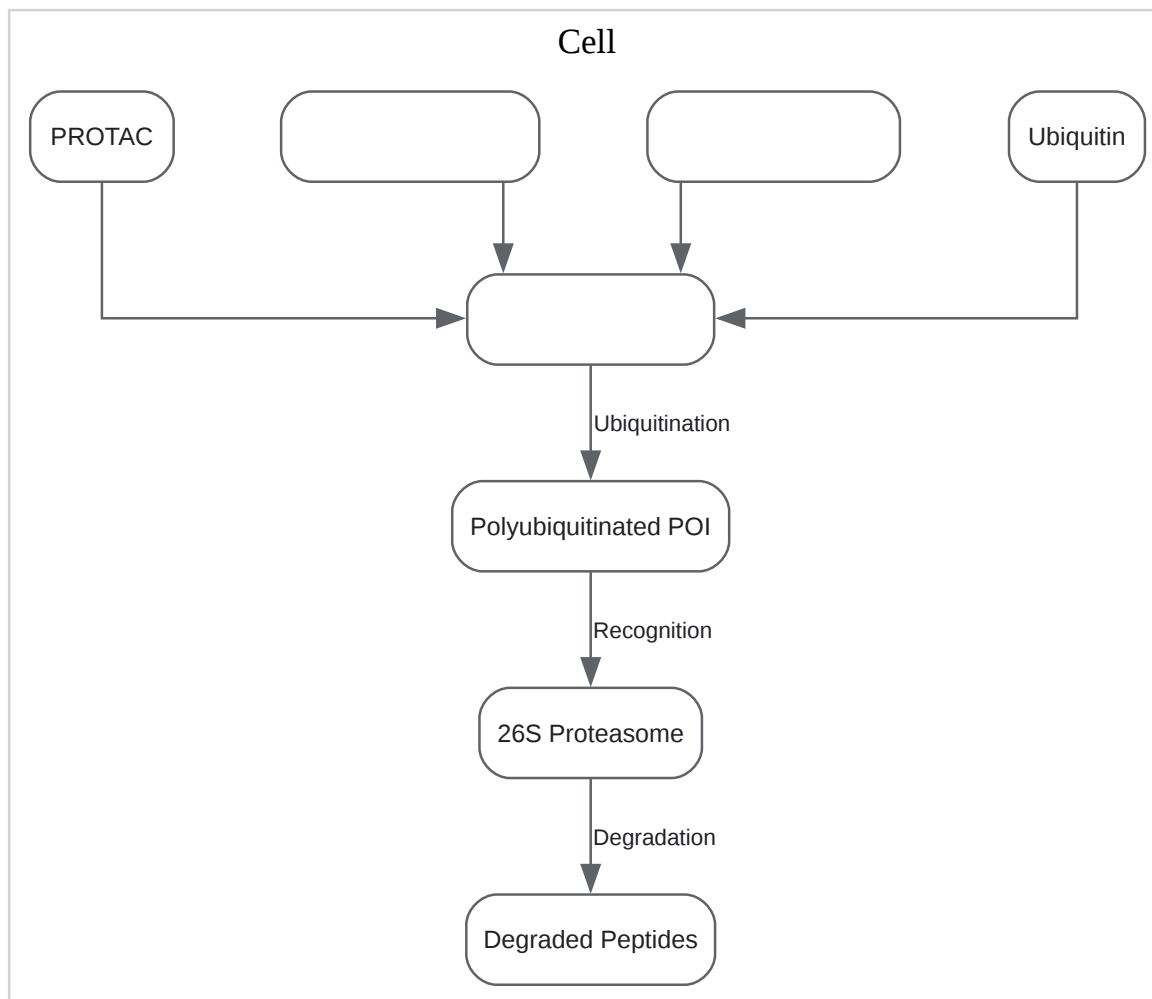 Cell
PROTAC
Ubiquitin
Ubiquitination
Polyubiquitinated POI
Recognition
26S Proteasome
Degradation
Degraded Peptides